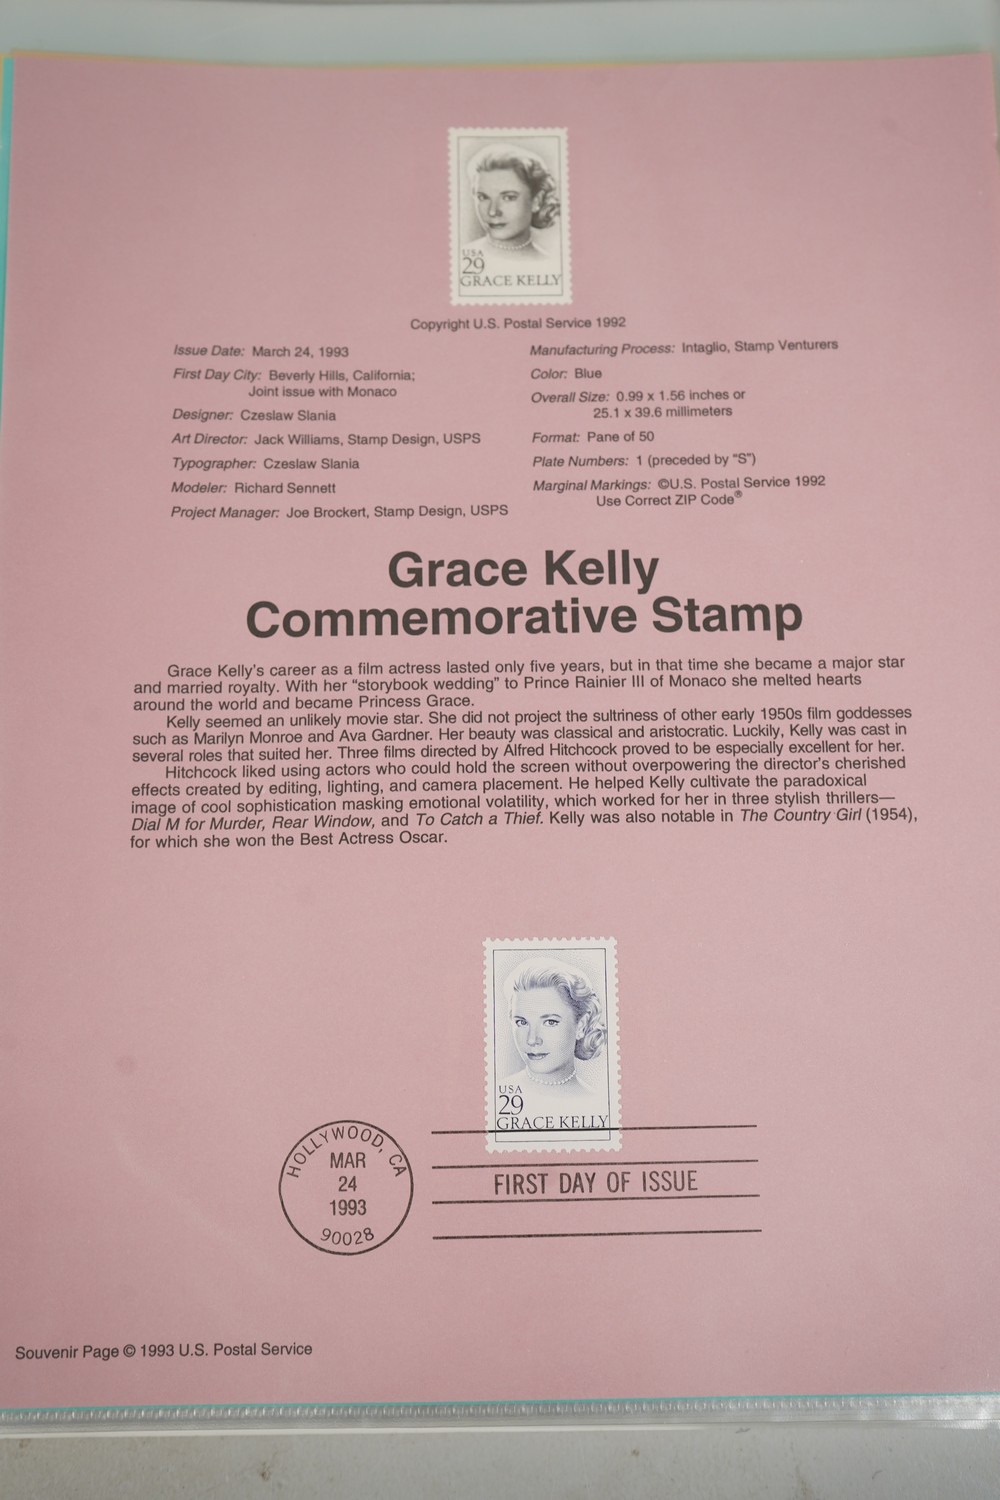 USA
29
GRACE KELLY
Copyright U.S. Postal Service 1992
Issue Date: March 24, 1993
First Day City: Beverly Hills, California;
Joint issue with Monaco
Designer: Czeslaw Slania
Art Director: Jack Williams, Stamp Design, USPS
Typographer: Czeslaw Slania
Modeler: Richard Sennett
Project Manager: Joe Brockert, Stamp Design, USPS
Manufacturing Process: Intaglio, Stamp Venturers
Color: Blue
Overall Size: 0.99 x 1.56 inches or
25.1 x 39.6 millimeters
Format: Pane of 50
Plate Numbers: 1 (preceded by “S”)
Marginal Markings: ©U.S. Postal Service 1992
Use Correct ZIP Code®
Grace Kelly
Commemorative Stamp
Grace Kelly's career as a film actress lasted only five years, but in that time she became a major star
and married royalty. With her “storybook wedding” to Prince Rainier III of Monaco she melted hearts
around the world and became Princess Grace.
Kelly seemed an unlikely movie star. She did not project the sultriness of other early 1950s film goddesses
such as Marilyn Monroe and Ava Gardner. Her beauty was classical and aristocratic. Luckily, Kelly was cast in
several roles that suited her. Three films directed by Alfred Hitchcock proved to be especially excellent for her.
Hitchcock liked using actors who could hold the screen without overpowering the director's cherished
effects created by editing, lighting, and camera placement. He helped Kelly cultivate the paradoxical
image of cool sophistication masking emotional volatility, which worked for her in three stylish thrillers—
Dial M for Murder, Rear Window, and To Catch a Thief. Kelly was also notable in The Country Girl (1954),
for which she won the Best Actress Oscar.
USA
29
GRACE KELLY
HOLLYWOOD, CA
MAR
24
1993
90028
FIRST DAY OF ISSUE
Souvenir Page © 1993 U.S. Postal Service